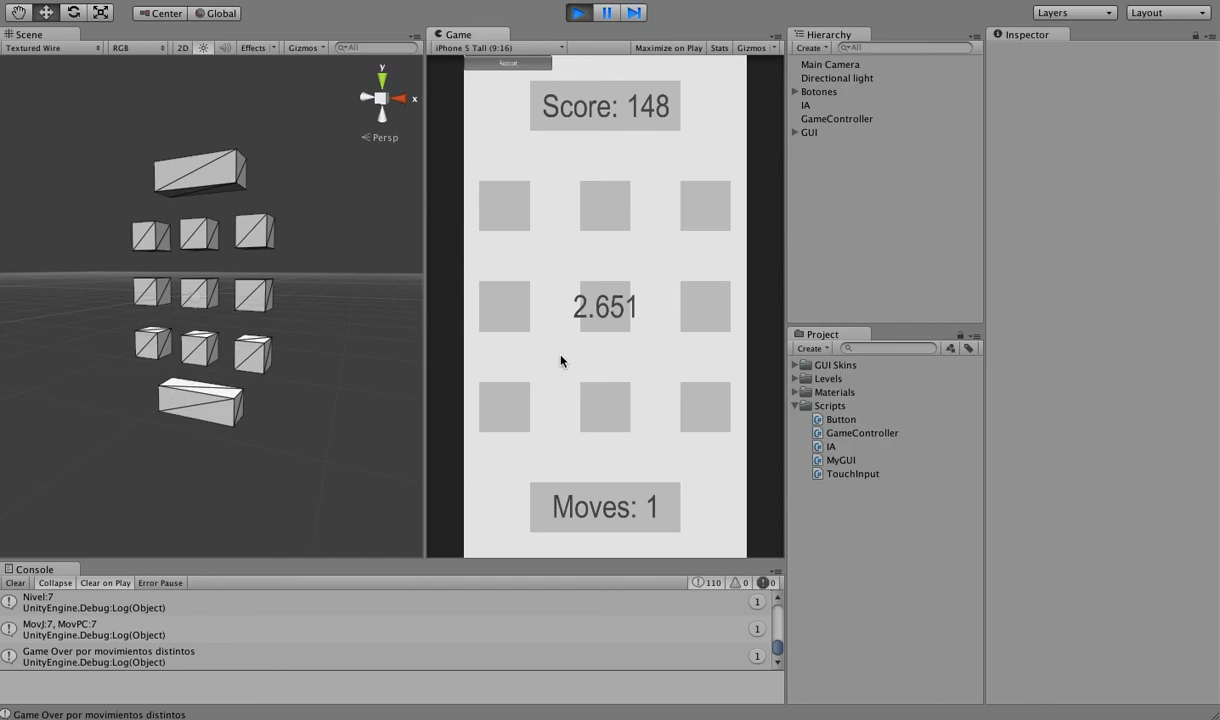 Center
Global
Layers
Layout
Scene
Textured Wire
RGB
2D
Effects
Gizmos
All
y
x
Persp
Game
iPhone 5 Tall (9:16)
Maximize on Play
Stats
Gizmos
Restart
Score: 148
2.651
Moves: 1
Hierarchy
Create
All
Main Camera
Directional light
Botones
IA
GameController
GUI
Inspector
Project
Create
GUI Skins
Levels
Materials
Scripts
Button
GameController
IA
MyGUI
TouchInput
Console
Clear
Collapse
Clear on Play
Error Pause
110
0
0
Nivel:7
UnityEngine.Debug:Log(Object)
1
MovJ:7, MovPC:7
UnityEngine.Debug:Log(Object)
1
Game Over por movimientos distintos
UnityEngine.Debug:Log(Object)
1
Game Over por movimientos distintos